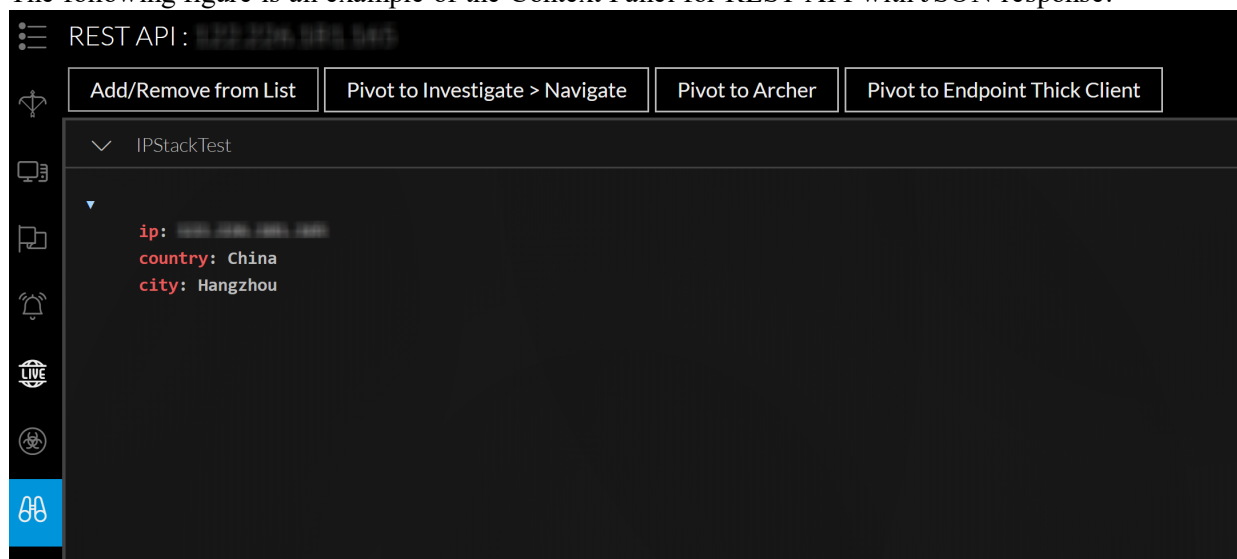 The following figure is an example of the Context Panel for REST API with JSON response:
REST API :
Add/Remove from List
Pivot to Investigate > Navigate
Pivot to Archer
Pivot to Endpoint Thick Client
IPStackTest
ip:
country: China
city: Hangzhou
LIVE